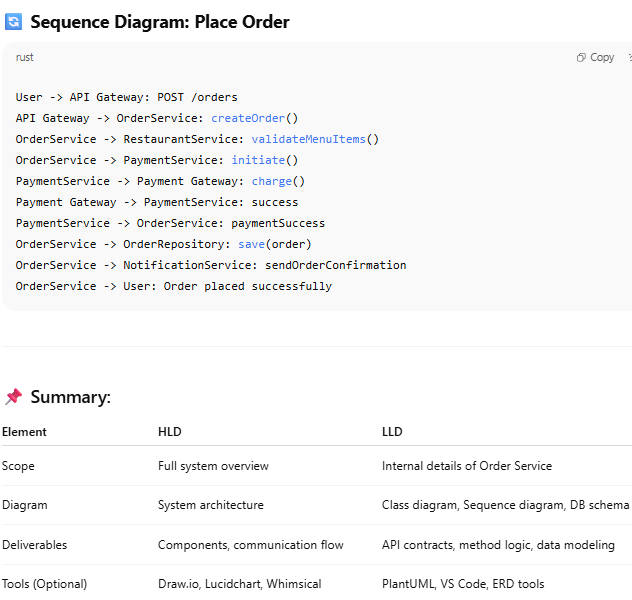 Sequence Diagram: Place Order
rust
Copy
User -> API Gateway: POST /orders
API Gateway -> OrderService: createOrder()
OrderService -> RestaurantService: validateMenuItems()
OrderService -> PaymentService: initiate()
PaymentService -> Payment Gateway: charge()
Payment Gateway -> PaymentService: success
PaymentService -> OrderService: paymentSuccess
OrderService -> OrderRepository: save(order)
OrderService -> NotificationService: sendOrderConfirmation
OrderService -> User: Order placed successfully
Summary:
Element HLD LLD
Scope Full system overview Internal details of Order Service
Diagram System architecture Class diagram, Sequence diagram, DB schema
Deliverables Components, communication flow API contracts, method logic, data modeling
Tools (Optional) Draw.io, Lucidchart, Whimsical PlantUML, VS Code, ERD tools